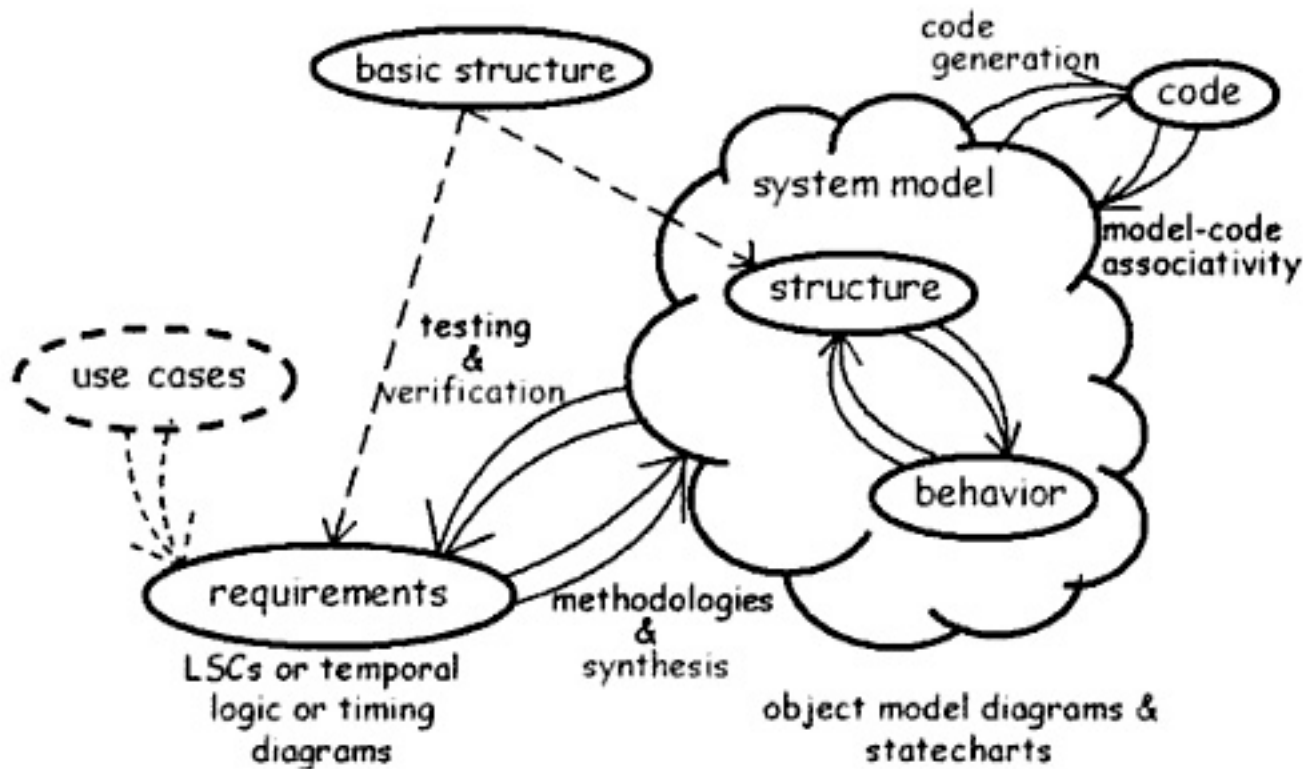 code
generation
basic structure
code
system model
model-code
associativity
structure
testing
&
verification
use cases
behavior
requirements
methodologies
&
synthesis
LSCs or temporal
logic or timing
diagrams
object model diagrams &
statecharts